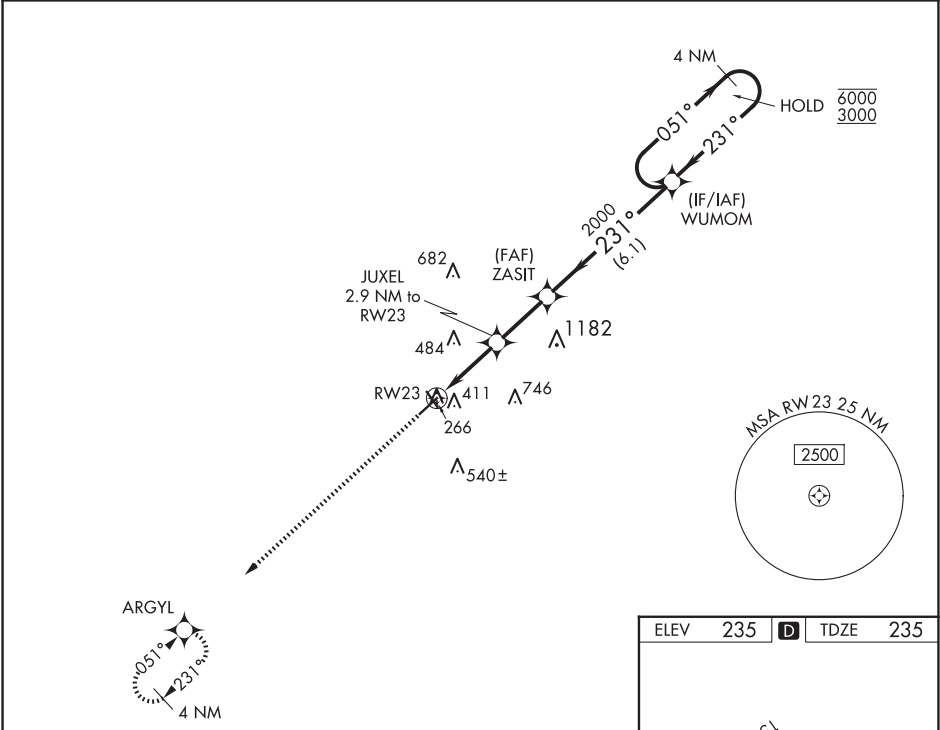 4 NM
HOLD
6000
3000
051°
231°
(IF/IAF)
WUMOM
2000
231°
(6.1)
(FAF)
ZASIT
682
JUXEL
2.9 NM to
RW23
1182
484
RW23
411
746
266
540±
MSA RW23 25 NM
2500
ARGYL
051°
231°
4 NM
ELEV 235 D TDZE 235